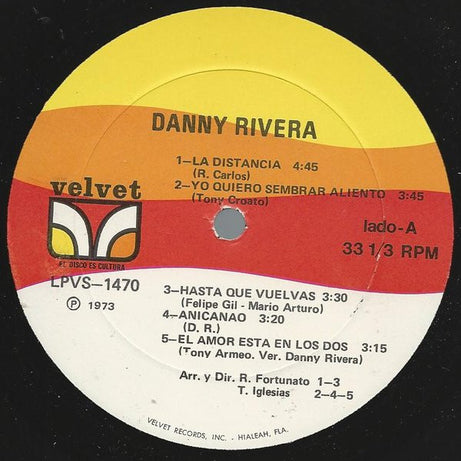 DANNY RIVERA
1—LA DISTANCIA 4:45
(R. Carlos)
2—YO QUIERO SEMBRAR ALIENTO 3:45
(Tony Croato)
velvet
EL DISCO ES CULTURA
lado-A
33 1/3 RPM
LPVS—1470
Ⓟ 1973
3—HASTA QUE VUELVAS 3:30
(Felipe Gil - Mario Arturo)
4—ANICANAO 3:20
(D. R.)
5—EL AMOR ESTA EN LOS DOS 3:15
(Tony Armeo. Ver. Danny Rivera)
Arr. y Dir. R. Fortunato 1—3
T. Iglesias 2—4—5
VELVET RECORDS, INC. - HIALEAH, FLA.